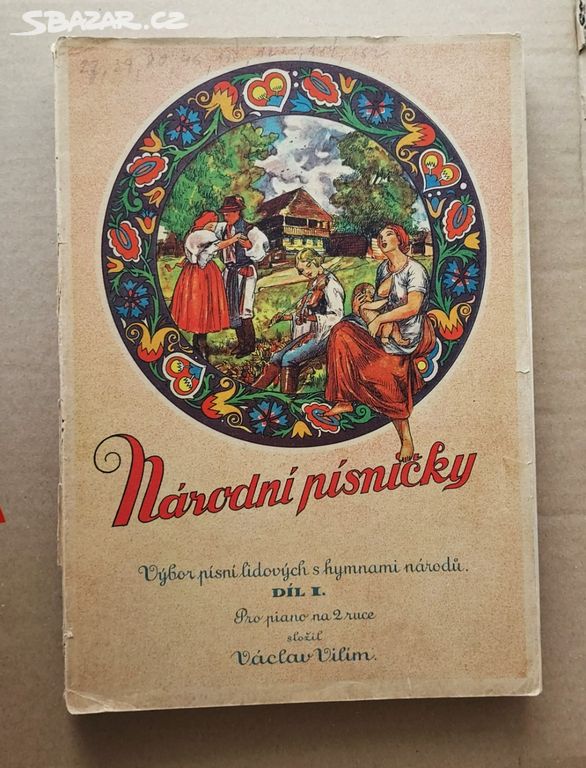 SBAZAR.CZ
Národní písničky
Výbor písní lidových s hymnami národů.
DÍL I.
Pro piano na 2 ruce
složil
Václav Vilím.